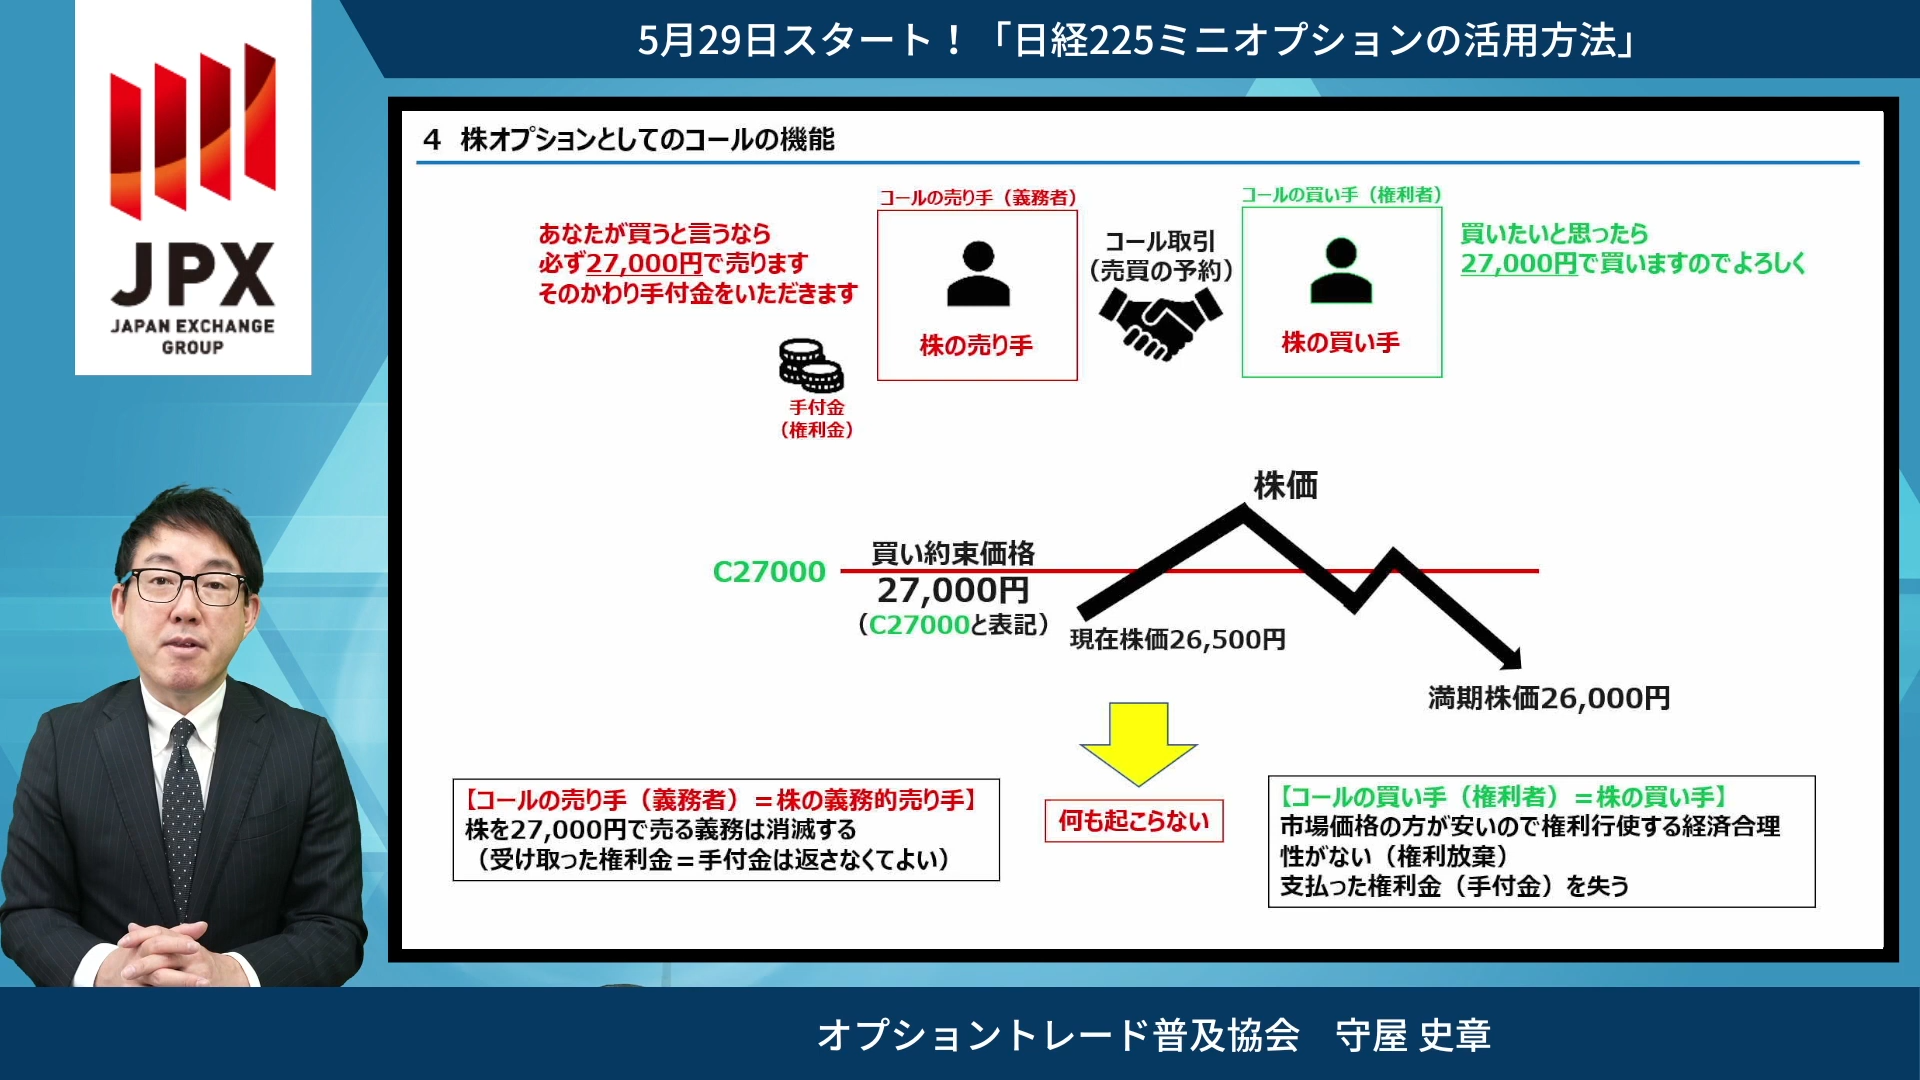 5月29日スタート！「日経225ミニオプションの活用方法」
JPX
JAPAN EXCHANGE
GROUP
4 株オプションとしてのコールの機能
コールの売り手（義務者）
コールの買い手（権利者）
あなたが買うと言うなら
必ず27,000円で売ります
そのかわり手付金をいただきます
コール取引
（売買の予約）
買いたいと思ったら
27,000円で買いますのでよろしく
株の売り手
株の買い手
手付金
（権利金）
株価
C27000
買い約束価格
27,000円
（C27000と表記）
現在株価26,500円
満期株価26,000円
【コールの売り手（義務者）＝株の義務的売り手】
株を27,000円で売る義務は消滅する
（受け取った権利金＝手付金は返さなくてよい）
何も起こらない
【コールの買い手（権利者）＝株の買い手】
市場価格の方が安いので権利行使する経済合理
性がない（権利放棄）
支払った権利金（手付金）を失う
オプショントレード普及協会　守屋 史章